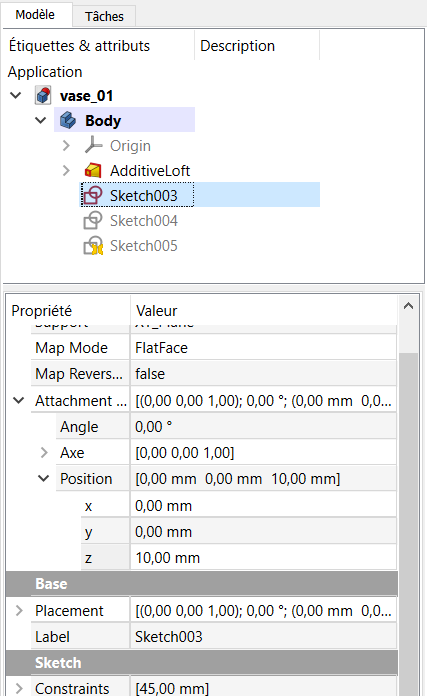 Modèle Tâches
Étiquettes & attributs Description
Application
vase_01
Body
Origin
AdditiveLoft
Sketch003
Sketch004
Sketch005
Propriété Valeur
Support XY_Plane
Map Mode FlatFace
Map Revers... false
Attachment ... [(0,00 0,00 1,00); 0,00 °; (0,00 mm 0,0...
Angle 0,00 °
Axe [0,00 0,00 1,00]
Position [0,00 mm 0,00 mm 10,00 mm]
x 0,00 mm
y 0,00 mm
z 10,00 mm
Base
Placement [(0,00 0,00 1,00); 0,00 °; (0,00 mm 0,0...
Label Sketch003
Sketch
Constraints [45,00 mm]